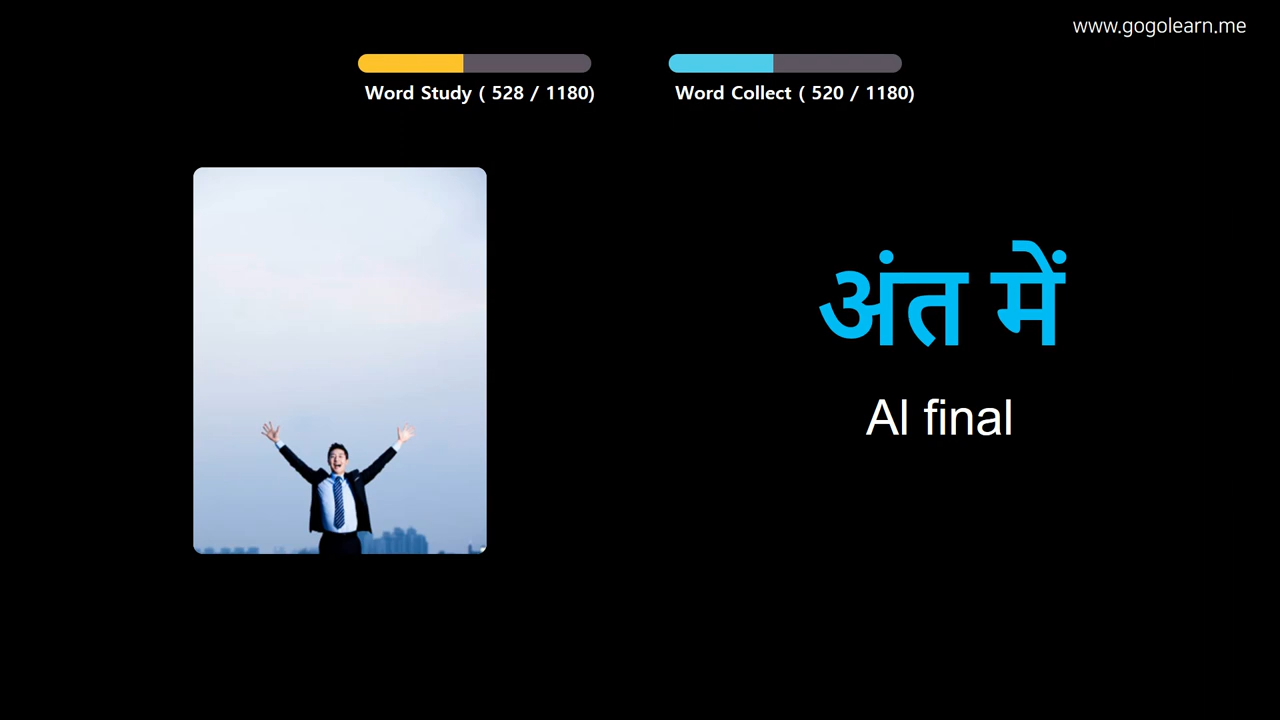 www.gogolearn.me
Word Study ( 528 / 1180)
Word Collect ( 520 / 1180)
अंत में
Al final